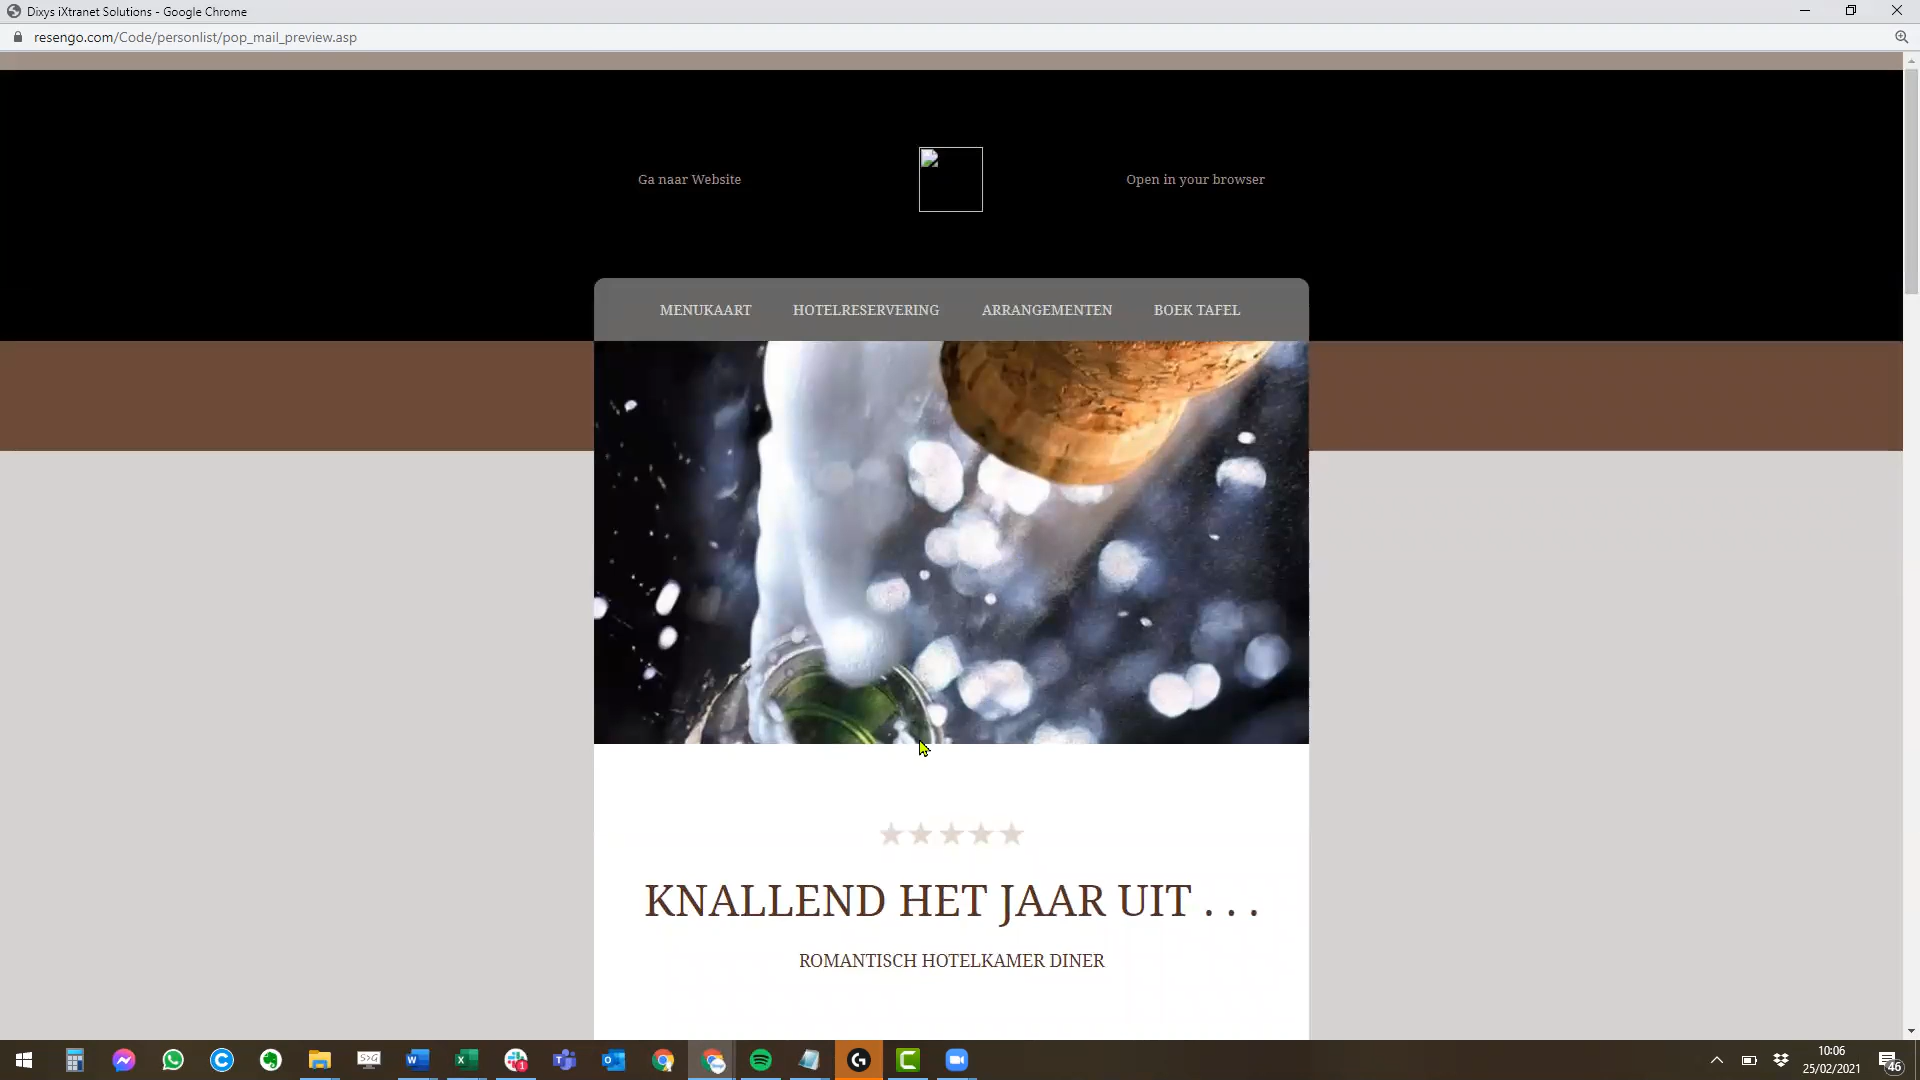 Dixys iXtranet Solutions - Google Chrome
resengo.com/Code/personlist/pop_mail_preview.asp
Ga naar Website
Open in your browser
MENUKAART HOTELRESERVERING ARRANGEMENTEN BOEK TAFEL
KNALLEND HET JAAR UIT . . .
ROMANTISCH HOTELKAMER DINER
10:06
25/02/2021
46